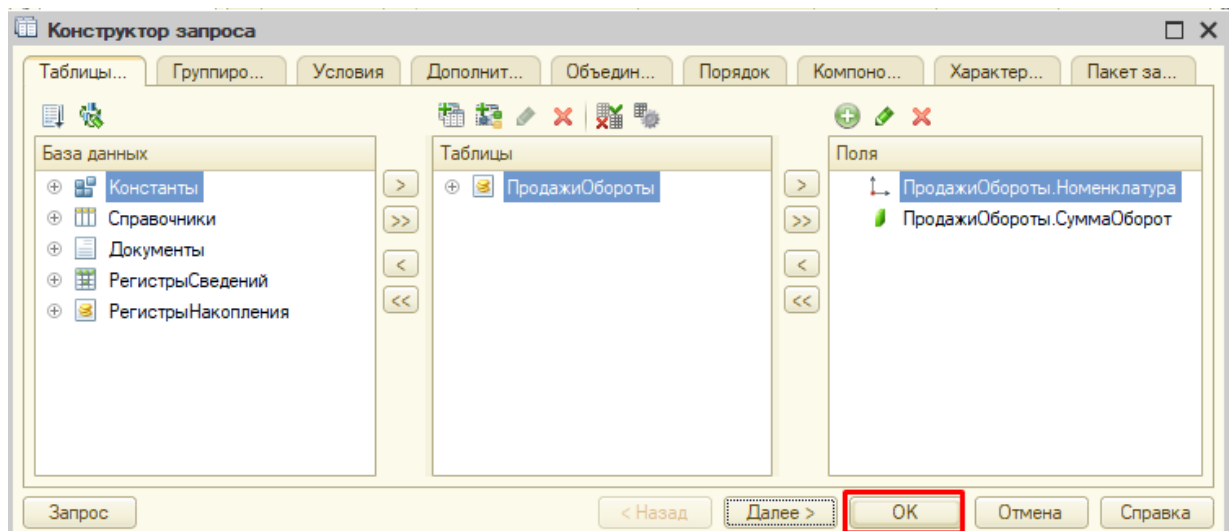 Конструктор запроса
Таблицы... Группиро... Условия Дополнит... Объедин... Порядок Компоно... Характер... Пакет за...
База данных Таблицы Поля
Константы > ПродажиОбороты > ПродажиОбороты.Номенклатура
Справочники >> >> ПродажиОбороты.СуммаОборот
Документы
РегистрыСведений < <
РегистрыНакопления << <<
Запрос < Назад Далее > OK Отмена Справка